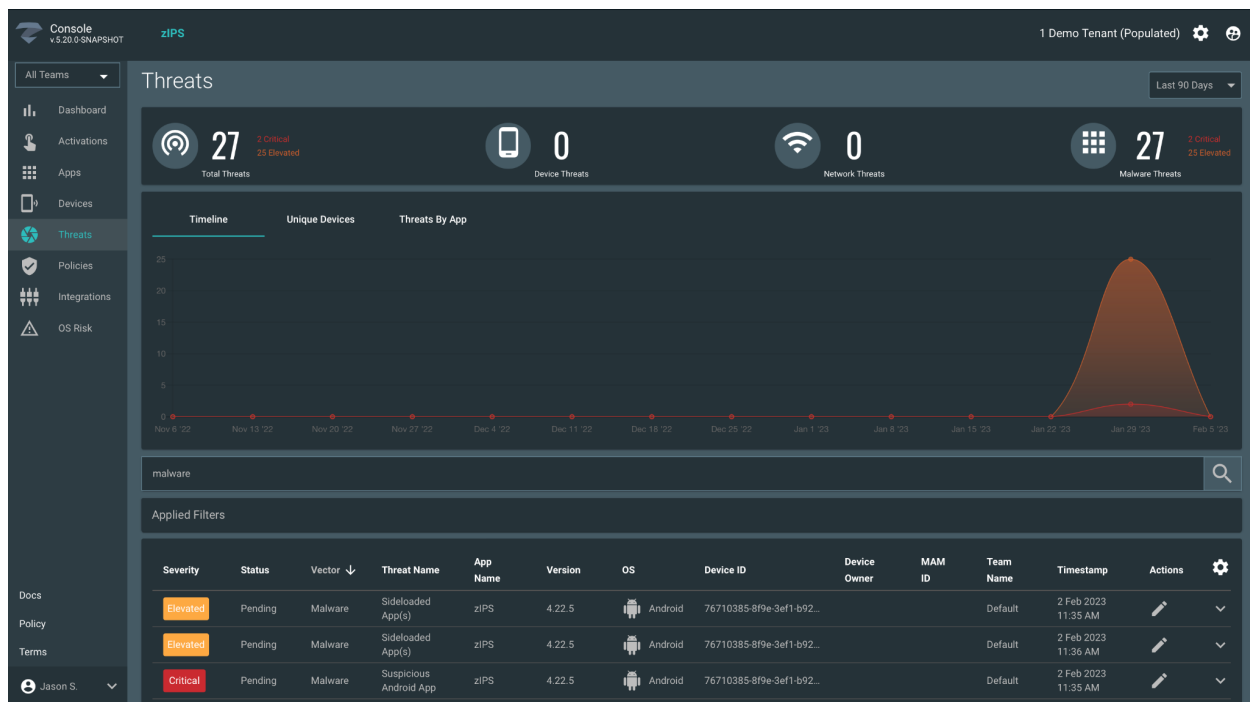 Console
v.5.20.0-SNAPSHOT
zIPS
1 Demo Tenant (Populated)
All Teams
Threats
Last 90 Days
Dashboard
Activations
Apps
Devices
Threats
Policies
Integrations
OS Risk
27
2 Critical
25 Elevated
Total Threats
0
Device Threats
0
Network Threats
27
2 Critical
25 Elevated
Malware Threats
Timeline Unique Devices Threats By App
25
20
15
10
5
0
Nov 6 '22 Nov 13 '22 Nov 20 '22 Nov 27 '22 Dec 4 '22 Dec 11 '22 Dec 18 '22 Dec 25 '22 Jan 1 '23 Jan 8 '23 Jan 15 '23 Jan 22 '23 Jan 29 '23 Feb 5 '23
malware
Applied Filters
Severity Status Vector Threat Name App Name Version OS Device ID Device Owner MAM ID Team Name Timestamp Actions
Elevated Pending Malware Sideloaded App(s) zIPS 4.22.5 Android 76710385-8f9e-3ef1-b92... Default 2 Feb 2023 11:35 AM
Elevated Pending Malware Sideloaded App(s) zIPS 4.22.5 Android 76710385-8f9e-3ef1-b92... Default 2 Feb 2023 11:36 AM
Critical Pending Malware Suspicious Android App zIPS 4.22.5 Android 76710385-8f9e-3ef1-b92... Default 2 Feb 2023 11:35 AM
Docs
Policy
Terms
Jason S.